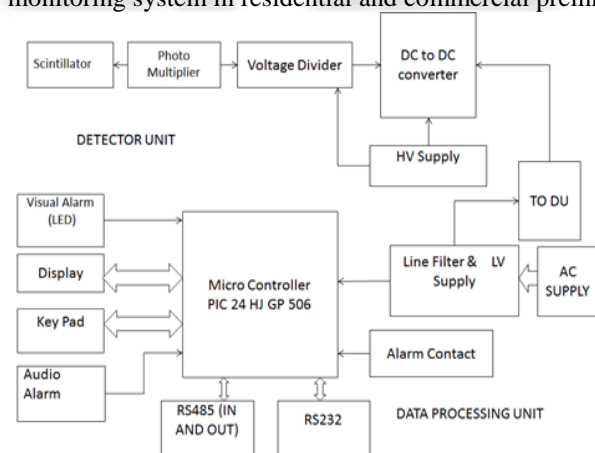 monitoring system in residential and commercial
Scintillator
Photo
Multiplier
Voltage Divider
DC to DC
converter
DETECTOR UNIT
HV Supply
TO DU
Visual Alarm
(LED)
Display
Key Pad
Audio
Alarm
Micro Controller
PIC 24 HJ GP 506
Line Filter & LV
Supply
AC
SUPPLY
Alarm Contact
RS485 (IN
AND OUT)
RS232
DATA PROCESSING UNIT